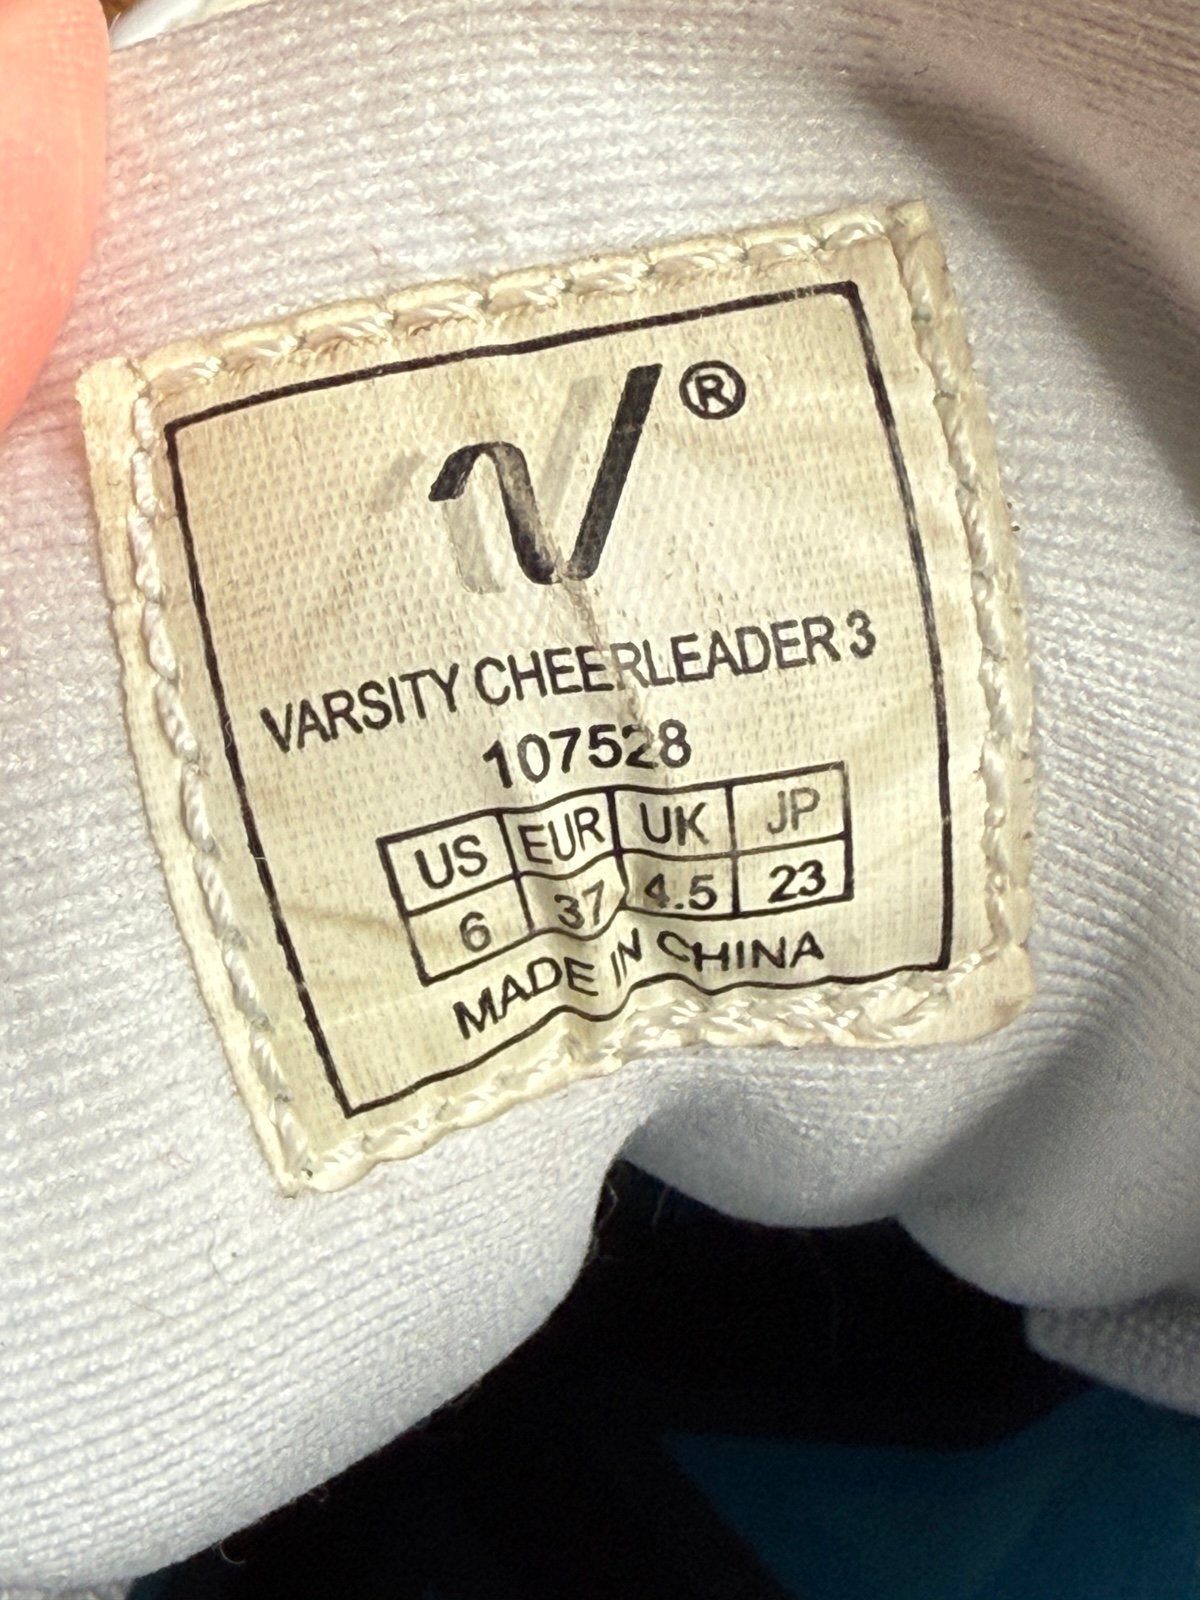 V®
VARSITY CHEERLEADER 3
107528
US EUR UK JP
6 37 4.5 23
MADE IN CHINA